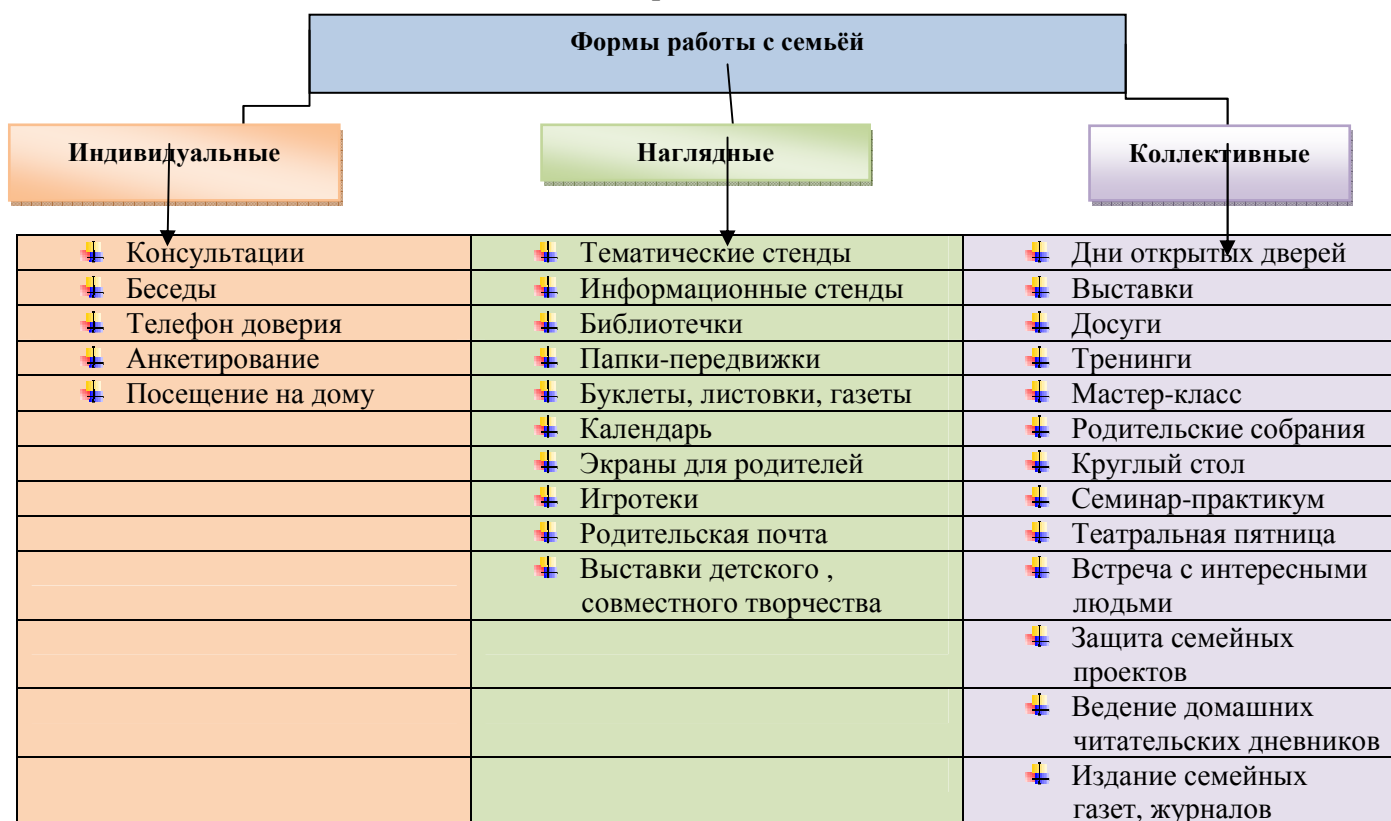 Формы работы с семьёй
Индивидуальные
Наглядные
Коллективные
Консультации
Беседы
Телефон доверия
Анкетирование
Посещение на дому
Тематические стенды
Информационные стенды
Библиотечки
Папки-передвижки
Буклеты, листовки, газеты
Календарь
Экраны для родителей
Игротеки
Родительская почта
Выставки детского ,
совместного творчества
Дни открытых дверей
Выставки
Досуги
Тренинги
Мастер-класс
Родительские собрания
Круглый стол
Семинар-практикум
Театральная пятница
Встреча с интересными
людьми
Защита семейных
проектов
Ведение домашних
читательских дневников
Издание семейных
газет, журналов